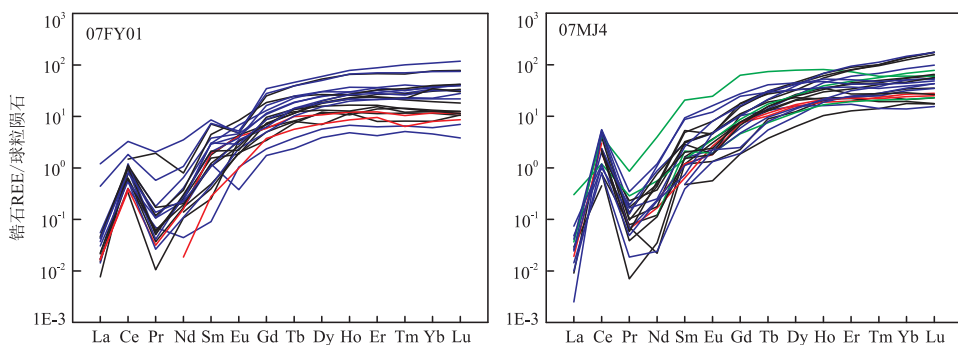 锆石REE/球粒陨石
10³
10²
10¹
10⁰
10⁻¹
10⁻²
1E-3
07FY01
La Ce Pr Nd Sm Eu Gd Tb Dy Ho Er Tm Yb Lu
10³
10²
10¹
10⁰
10⁻¹
10⁻²
1E-3
07MJ4
La Ce Pr Nd Sm Eu Gd Tb Dy Ho Er Tm Yb Lu